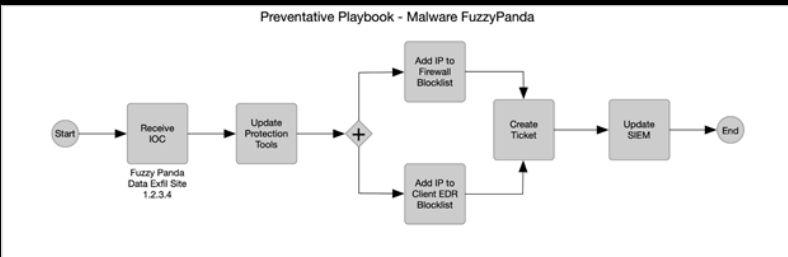 Preventative Playbook - Malware FuzzyPanda
Start
Receive
IOC
Fuzzy Panda
Data Exfil Site
1.2.3.4
Update
Protection
Tools
+
Add IP to
Firewall
Blocklist
Add IP to
Client EDR
Blocklist
Create
Ticket
Update
SIEM
End